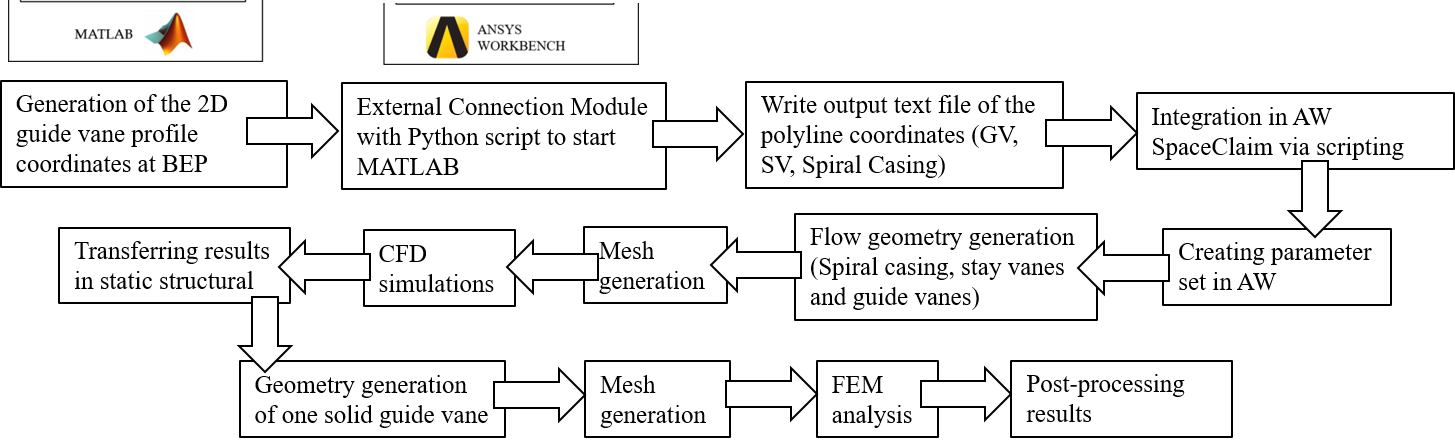 MATLAB
ANSYS
WORKBENCH
Generation of the 2D
guide vane profile
coordinates at BEP
External Connection Module
with Python script to start
MATLAB
Write output text file of the
polyline coordinates (GV,
SV, Spiral Casing)
Integration in AW
SpaceClaim via scripting
Creating parameter
set in AW
Flow geometry generation
(Spiral casing, stay vanes
and guide vanes)
Mesh
generation
CFD
simulations
Transferring results
in static structural
Geometry generation
of one solid guide vane
Mesh
generation
FEM
analysis
Post-processing
results